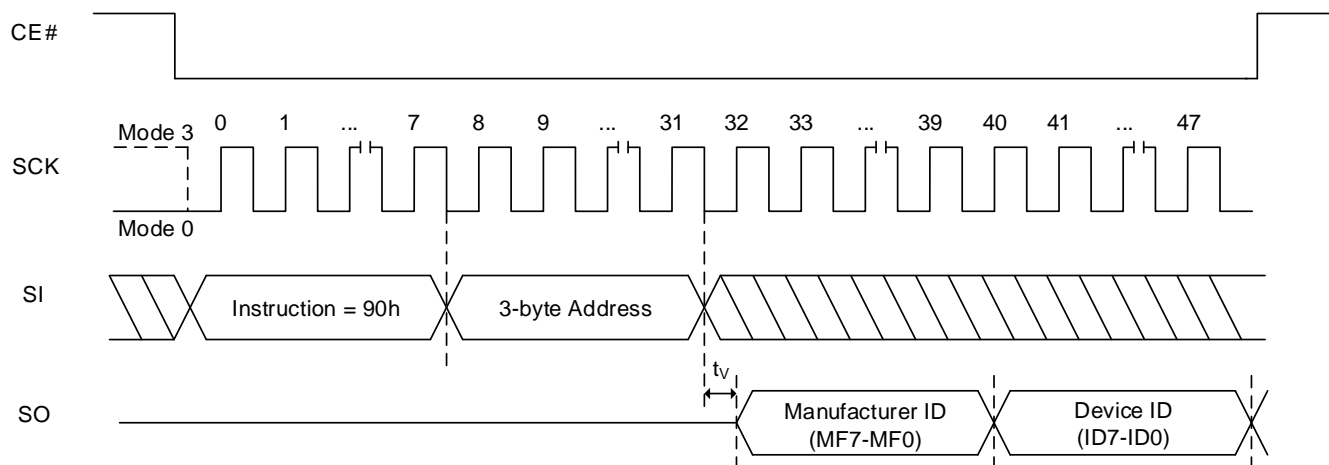 CE#
0 1 ... 7 8 9 ... 31 32 33 ... 39 40 41 ... 47
Mode 3
SCK
Mode 0
SI
Instruction = 90h
3-byte Address
tV
SO
Manufacturer ID
(MF7-MF0)
Device ID
(ID7-ID0)